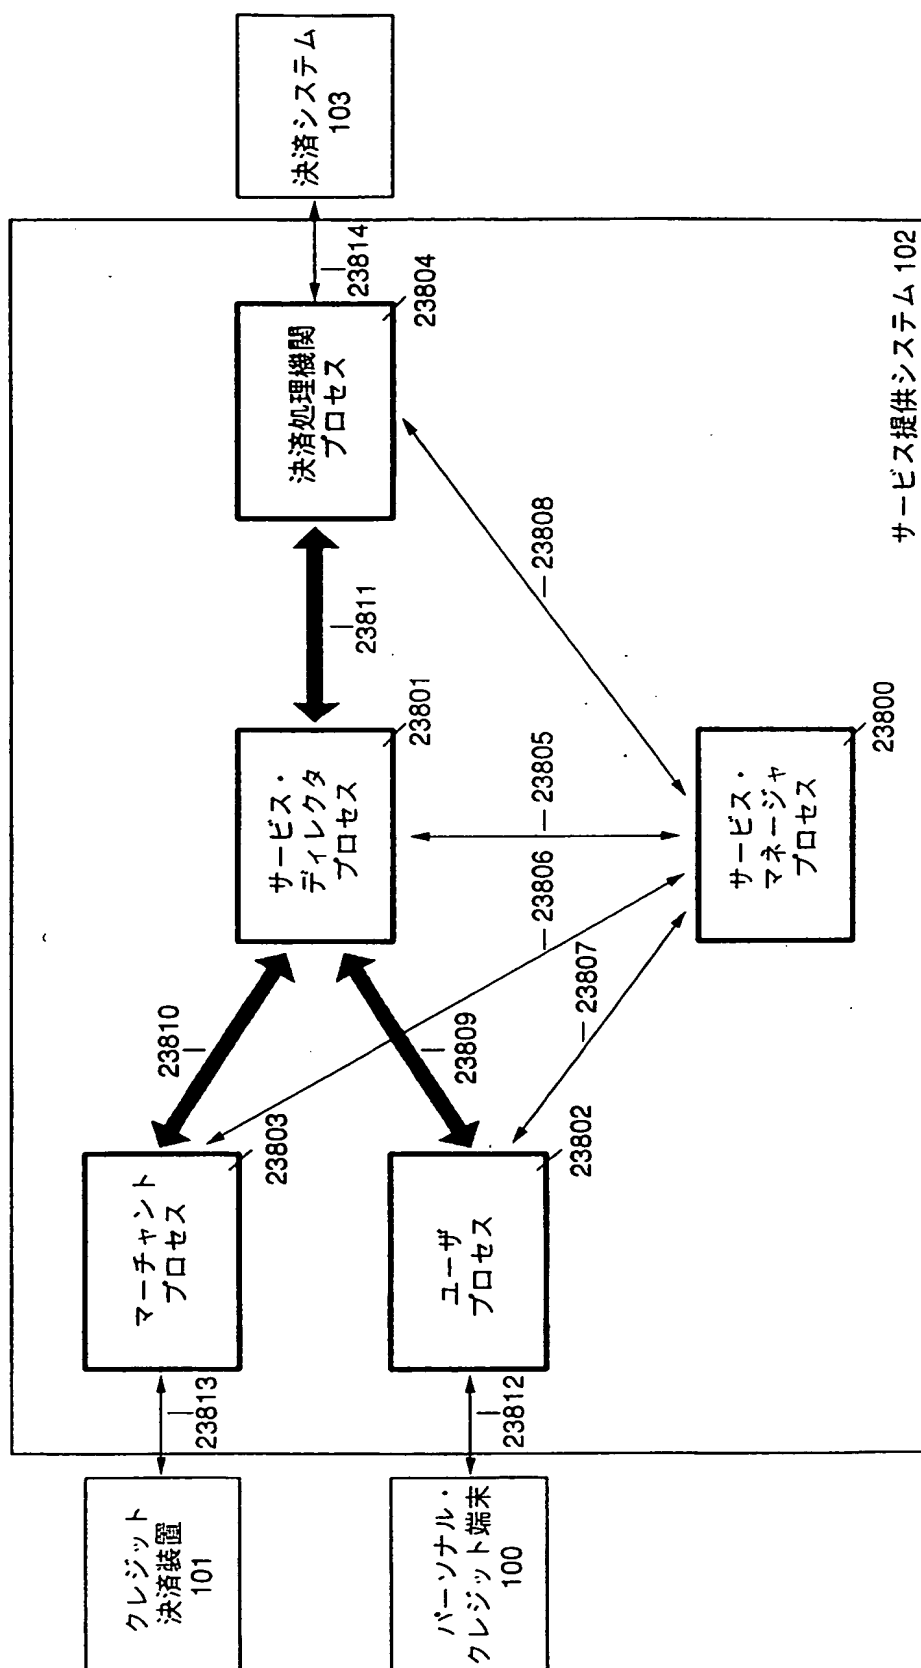 クレジット
決済装置
101
23813
マーチャント
プロセス
23803
23810
サービス・
ディレクタ
プロセス
23801
23811
決済処理機関
プロセス
23804
23814
決済システム
103
パーソナル・
クレジット端末
100
23812
ユーザ
プロセス
23802
23809
23807
23806
23805
23808
サービス・
マネージャ
プロセス
23800
サービス提供システム 102